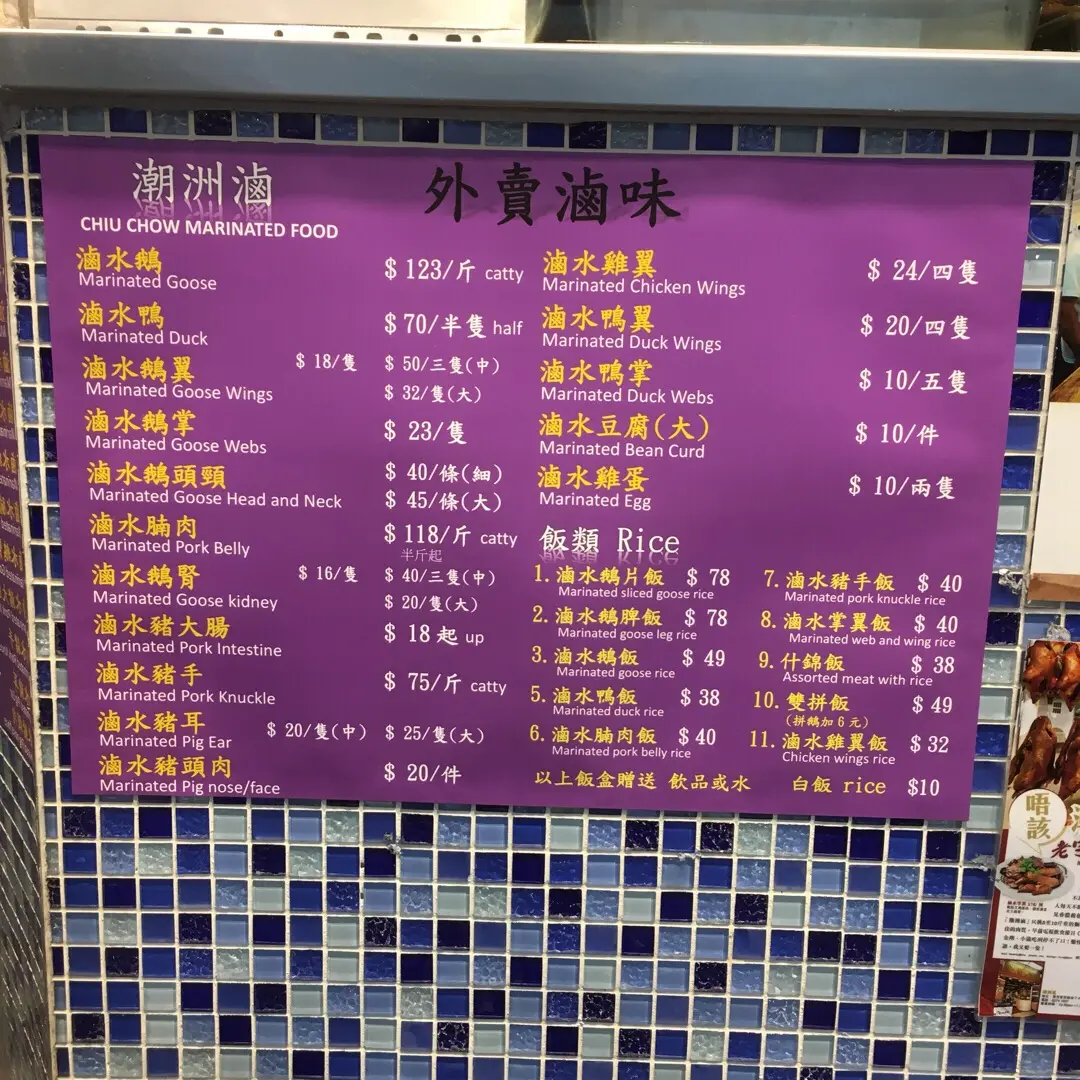 潮洲滷
外賣滷味
CHIU CHOW MARINATED FOOD
滷水鵝 $ 123/斤 catty
Marinated Goose
滷水鴨 $ 70/半隻 half
Marinated Duck
滷水鵝翼 $ 18/隻 $ 50/三隻(中)
Marinated Goose Wings $ 32/隻(大)
滷水鵝掌 $ 23/隻
Marinated Goose Webs
滷水鵝頭頸 $ 40/條(細)
Marinated Goose Head and Neck $ 45/條(大)
滷水腩肉 $ 118/斤 catty
Marinated Pork Belly 半斤起
滷水鵝腎 $ 16/隻 $ 40/三隻(中)
Marinated Goose kidney $ 20/隻(大)
滷水豬大腸 $ 18 起 up
Marinated Pork Intestine
滷水豬手 $ 75/斤 catty
Marinated Pork Knuckle
滷水豬耳 $ 20/隻(中) $ 25/隻(大)
Marinated Pig Ear
滷水豬頭肉 $ 20/件
Marinated Pig nose/face
滷水雞翼 $ 24/四隻
Marinated Chicken Wings
滷水鴨翼 $ 20/四隻
Marinated Duck Wings
滷水鴨掌 $ 10/五隻
Marinated Duck Webs
滷水豆腐(大) $ 10/件
Marinated Bean Curd
滷水雞蛋 $ 10/兩隻
Marinated Egg
飯類 Rice
1. 滷水鵝片飯 $ 78
Marinated sliced goose rice
2. 滷水鵝脾飯 $ 78
Marinated goose leg rice
3. 滷水鵝飯 $ 49
Marinated goose rice
5. 滷水鴨飯 $ 38
Marinated duck rice
6. 滷水腩肉飯 $40
Marinated pork belly rice
7. 滷水豬手飯 $ 40
Marinated pork knuckle rice
8. 滷水掌翼飯 $ 40
Marinated web and wing rice
9. 什錦飯 $ 38
Assorted meat with rice
10. 雙拼飯 $ 49
(拼鵝加 6 元)
11. 滷水雞翼飯 $ 32
Chicken wings rice
以上飯盒贈送 飲品或水 白飯 rice $10
唔該